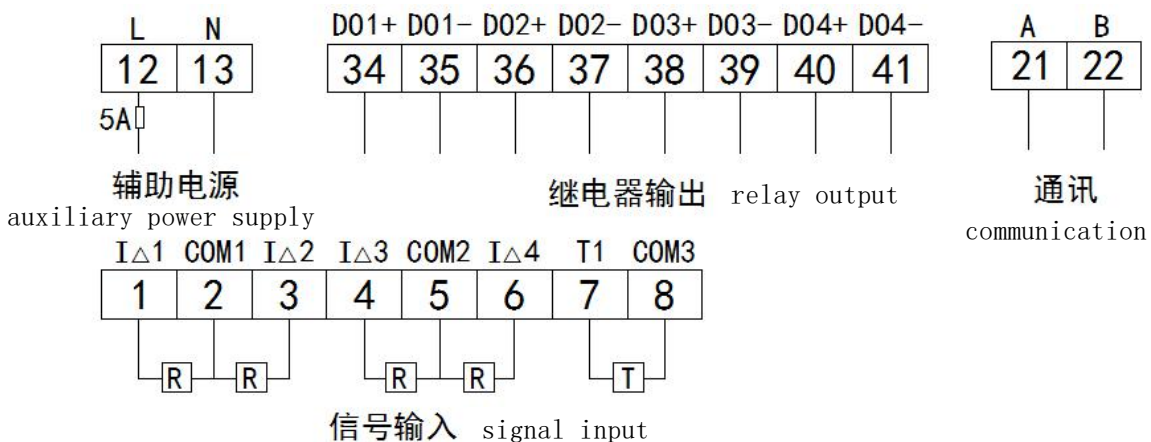 L N DO1+ DO1- DO2+ DO2- DO3+ DO3- DO4+ DO4- A B
12 13 34 35 36 37 38 39 40 41 21 22
5A
辅助电源 继电器输出 relay output 通讯
auxiliary power supply communication
I△1 COM1 I△2 I△3 COM2 I△4 T1 COM3
1 2 3 4 5 6 7 8
R R R R T
信号输入 signal input